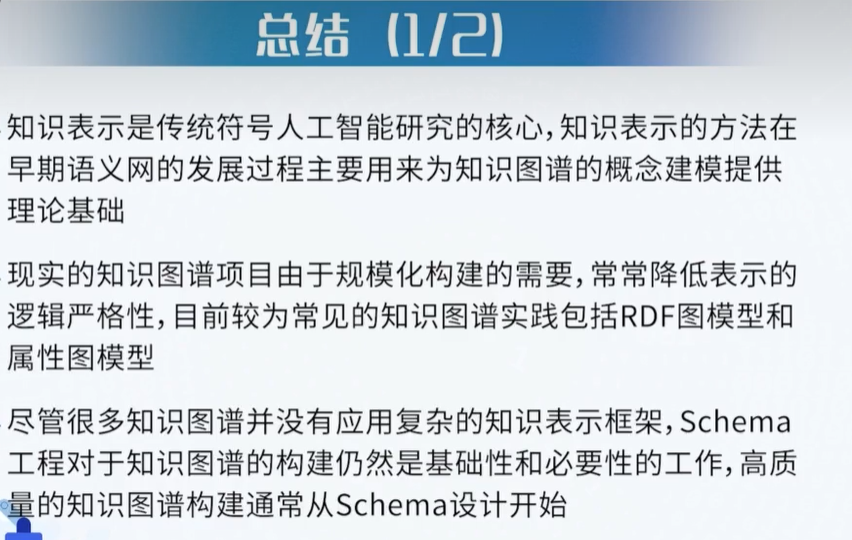 总结（1/2）
知识表示是传统符号人工智能研究的核心，知识表示的方法在
早期语义网的发展过程主要用来为知识图谱的概念建模提供
理论基础
现实的知识图谱项目由于规模化构建的需要，常常降低表示的
逻辑严格性，目前较为常见的知识图谱实践包括RDF图模型和
属性图模型
尽管很多知识图谱并没有应用复杂的知识表示框架，Schema
工程对于知识图谱的构建仍然是基础性和必要性的工作，高质
量的知识图谱构建通常从Schema设计开始